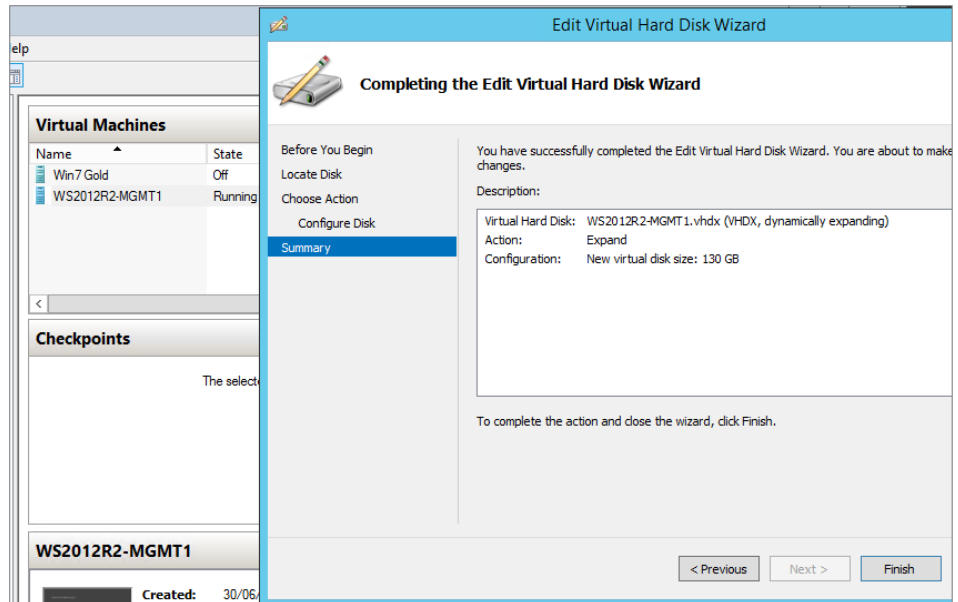 Edit Virtual Hard Disk Wizard
elp
Completing the Edit Virtual Hard Disk Wizard
Virtual Machines
Name State
Win7 Gold Off
WS2012R2-MGMT1 Running
Checkpoints
The selecte
WS2012R2-MGMT1
Created: 30/06/
Before You Begin
Locate Disk
Choose Action
Configure Disk
Summary
You have successfully completed the Edit Virtual Hard Disk Wizard. You are about to make
changes.
Description:
Virtual Hard Disk: WS2012R2-MGMT1.vhdx (VHDX, dynamically expanding)
Action: Expand
Configuration: New virtual disk size: 130 GB
To complete the action and close the wizard, click Finish.
< Previous Next > Finish